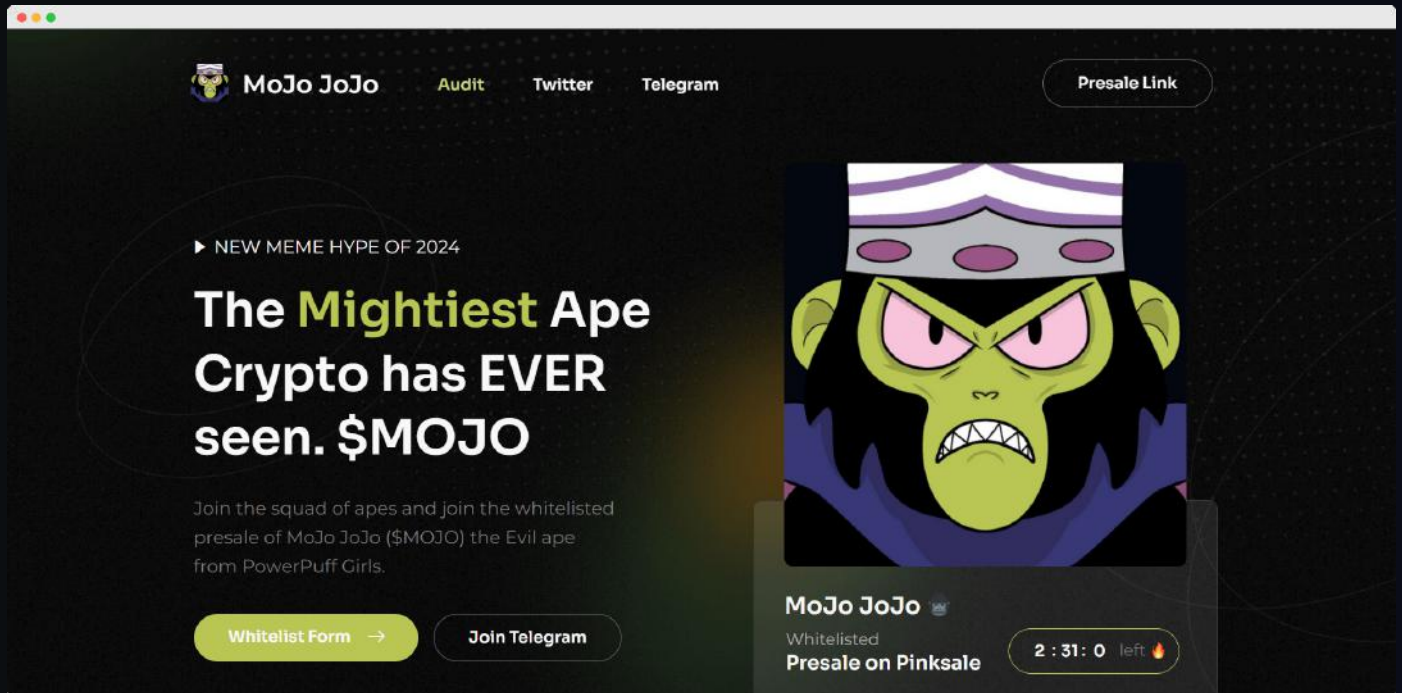 MoJo JoJo
Audit
Twitter
Telegram
Presale Link
NEW MEME HYPE OF 2024
The Mightiest Ape
Crypto has EVER
seen. $MOJO
Join the squad of apes and join the whitelisted
presale of MoJo JoJo ($MOJO) the Evil ape
from PowerPuff Girls.
Whitelist Form →
Join Telegram
MoJo JoJo
Whitelisted
Presale on Pinksale
2 : 31 : 0 left 🔥